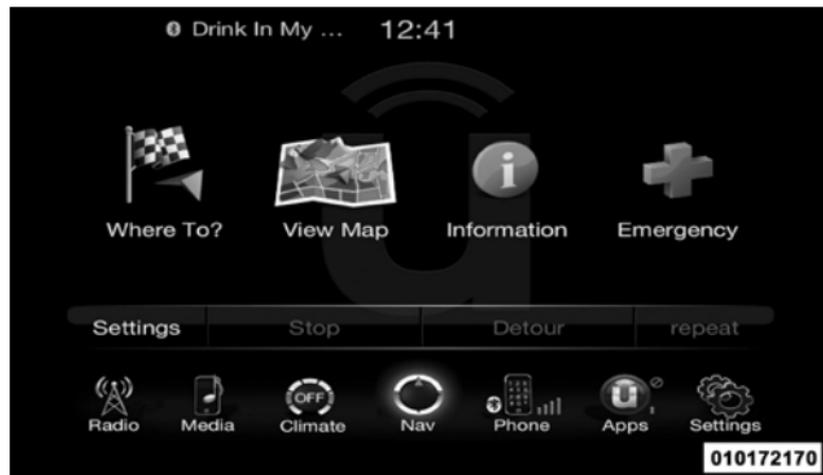 Drink In My ... 12:41
Where To? View Map Information Emergency
Settings Stop Detour repeat
OFF
Radio Media Climate Nav Phone Apps Settings
010172170